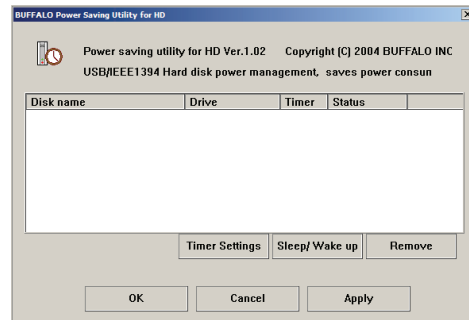 BUFFALO Power Saving Utility for HD
Power saving utility for HD Ver.1.02 Copyright (C) 2004 BUFFALO INC
USB/IEEE1394 Hard disk power management, saves power consun
Disk name Drive Timer Status
Timer Settings Sleep/ Wake up Remove
OK Cancel Apply